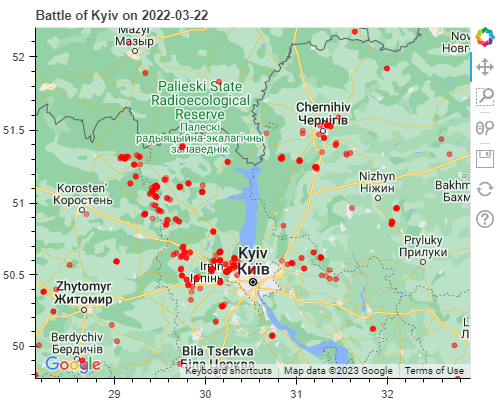 Battle of Kyiv on 2022-03-22
Mazyr
Мазыр
Nov
Новг
Palieski State
Radioecological
Reserve
Палескі
радыяцыйна-экалагічны
запаведнік
Chernihiv
Чернігів
Korosten'
Коростень
Nizhyn
Ніжин
Bakhm
Бахм
Pryluky
Прилуки
Kyiv
Київ
Irpin
Ірпінь
Zhytomyr
Житомир
Berdychiv
Бердичів
L
Bila Tserkva
Біла Церква
Google
Keyboard shortcuts
Map data ©2023 Google
Terms of Use
52
51.5
51
50.5
50
29
30
31
32